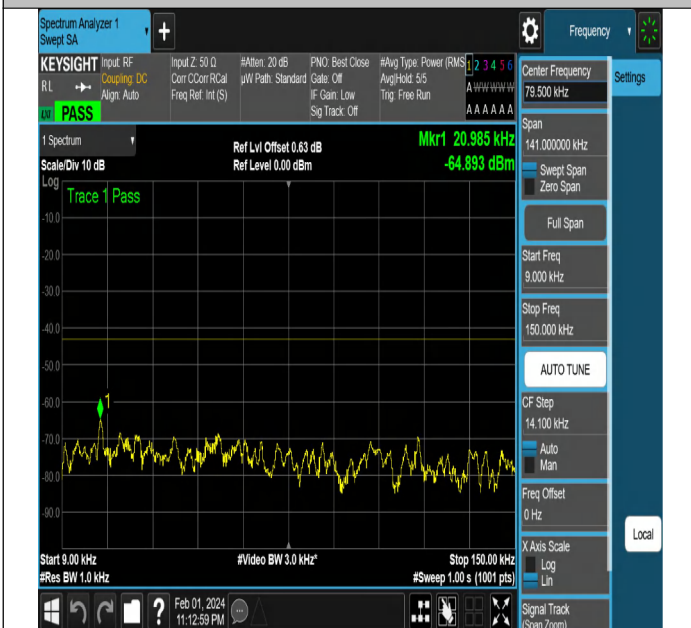 Spectrum Analyzer 1
Swept SA
+
Frequency
KEYSIGHT
RL
LXI
PASS
Input: RF
Coupling: DC
Align: Auto
Input Z: 50 Ω
Corr CCorr RCal
Freq Ref: Int (S)
#Atten: 20 dB
µW Path: Standard
PNO: Best Close
Gate: Off
IF Gain: Low
Sig Track: Off
#Avg Type: Power (RMS
Avg|Hold: 5/5
Trig: Free Run
1 2 3 4 5 6
A W W W W W
A A A A A A
1 Spectrum
Scale/Div 10 dB
Log
Ref Lvl Offset 0.63 dB
Ref Level 0.00 dBm
Mkr1 20.985 kHz
-64.893 dBm
Trace 1 Pass
-10.0
-20.0
-30.0
-40.0
-50.0
-60.0
-70.0
-80.0
-90.0
1
Start 9.00 kHz
#Res BW 1.0 kHz
#Video BW 3.0 kHz*
Stop 150.00 kHz
#Sweep 1.00 s (1001 pts)
?
Feb 01, 2024
11:12:59 PM
Center Frequency
79.500 kHz
Settings
Span
141.000000 kHz
Swept Span
Zero Span
Full Span
Start Freq
9.000 kHz
Stop Freq
150.000 kHz
AUTO TUNE
CF Step
14.100 kHz
Auto
Man
Freq Offset
0 Hz
X Axis Scale
Log
Lin
Local
Signal Track
(Span Zoom)